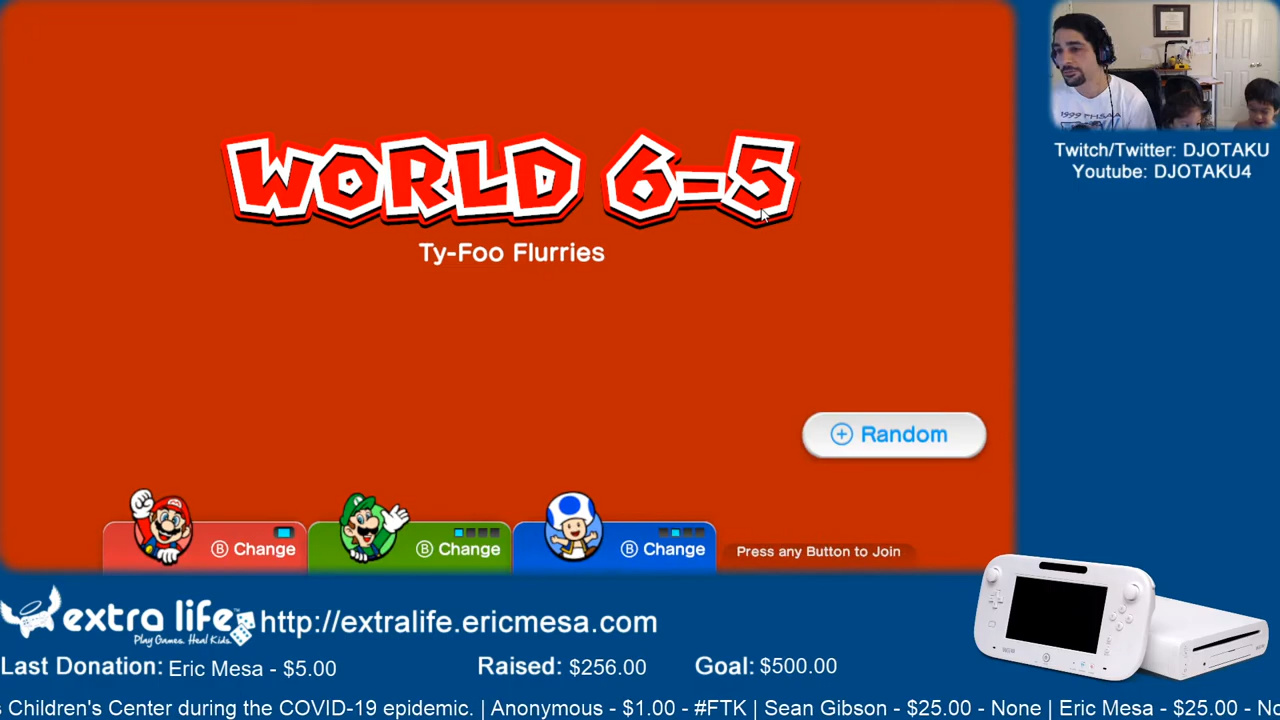 WORLD 6-5
Ty-Foo Flurries
Twitch/Twitter: DJOTAKU
Youtube: DJOTAKU4
+ Random
B Change
B Change
B Change
Press any Button to Join
extra life
Play Games. Heal Kids.
http://extralife.ericmesa.com
Last Donation: Eric Mesa - $5.00
Raised: $256.00
Goal: $500.00
s Children's Center during the COVID-19 epidemic. | Anonymous - $1.00 - #FTK | Sean Gibson - $25.00 - None | Eric Mesa - $25.00 - No